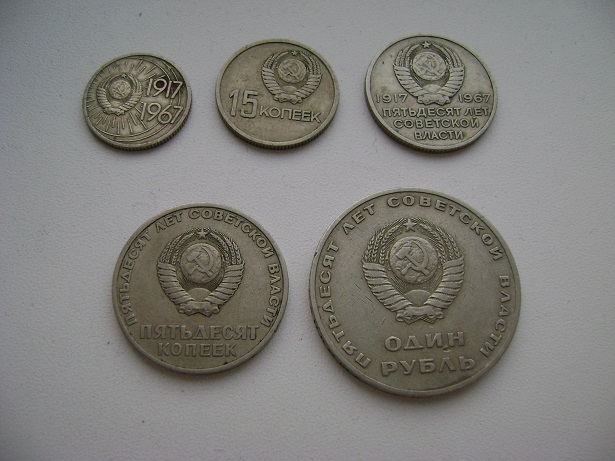 1917
1967
15
КОПЕЕК
1917 1967
ПЯТЬДЕСЯТ ЛЕТ
СОВЕТСКОЙ
ВЛАСТИ
ПЯТЬДЕСЯТ ЛЕТ СОВЕТСКОЙ ВЛАСТИ
ПЯТЬДЕСЯТ
КОПЕЕК
ПЯТЬДЕСЯТ ЛЕТ СОВЕТСКОЙ ВЛАСТИ
ОДИН
РУБЛЬ